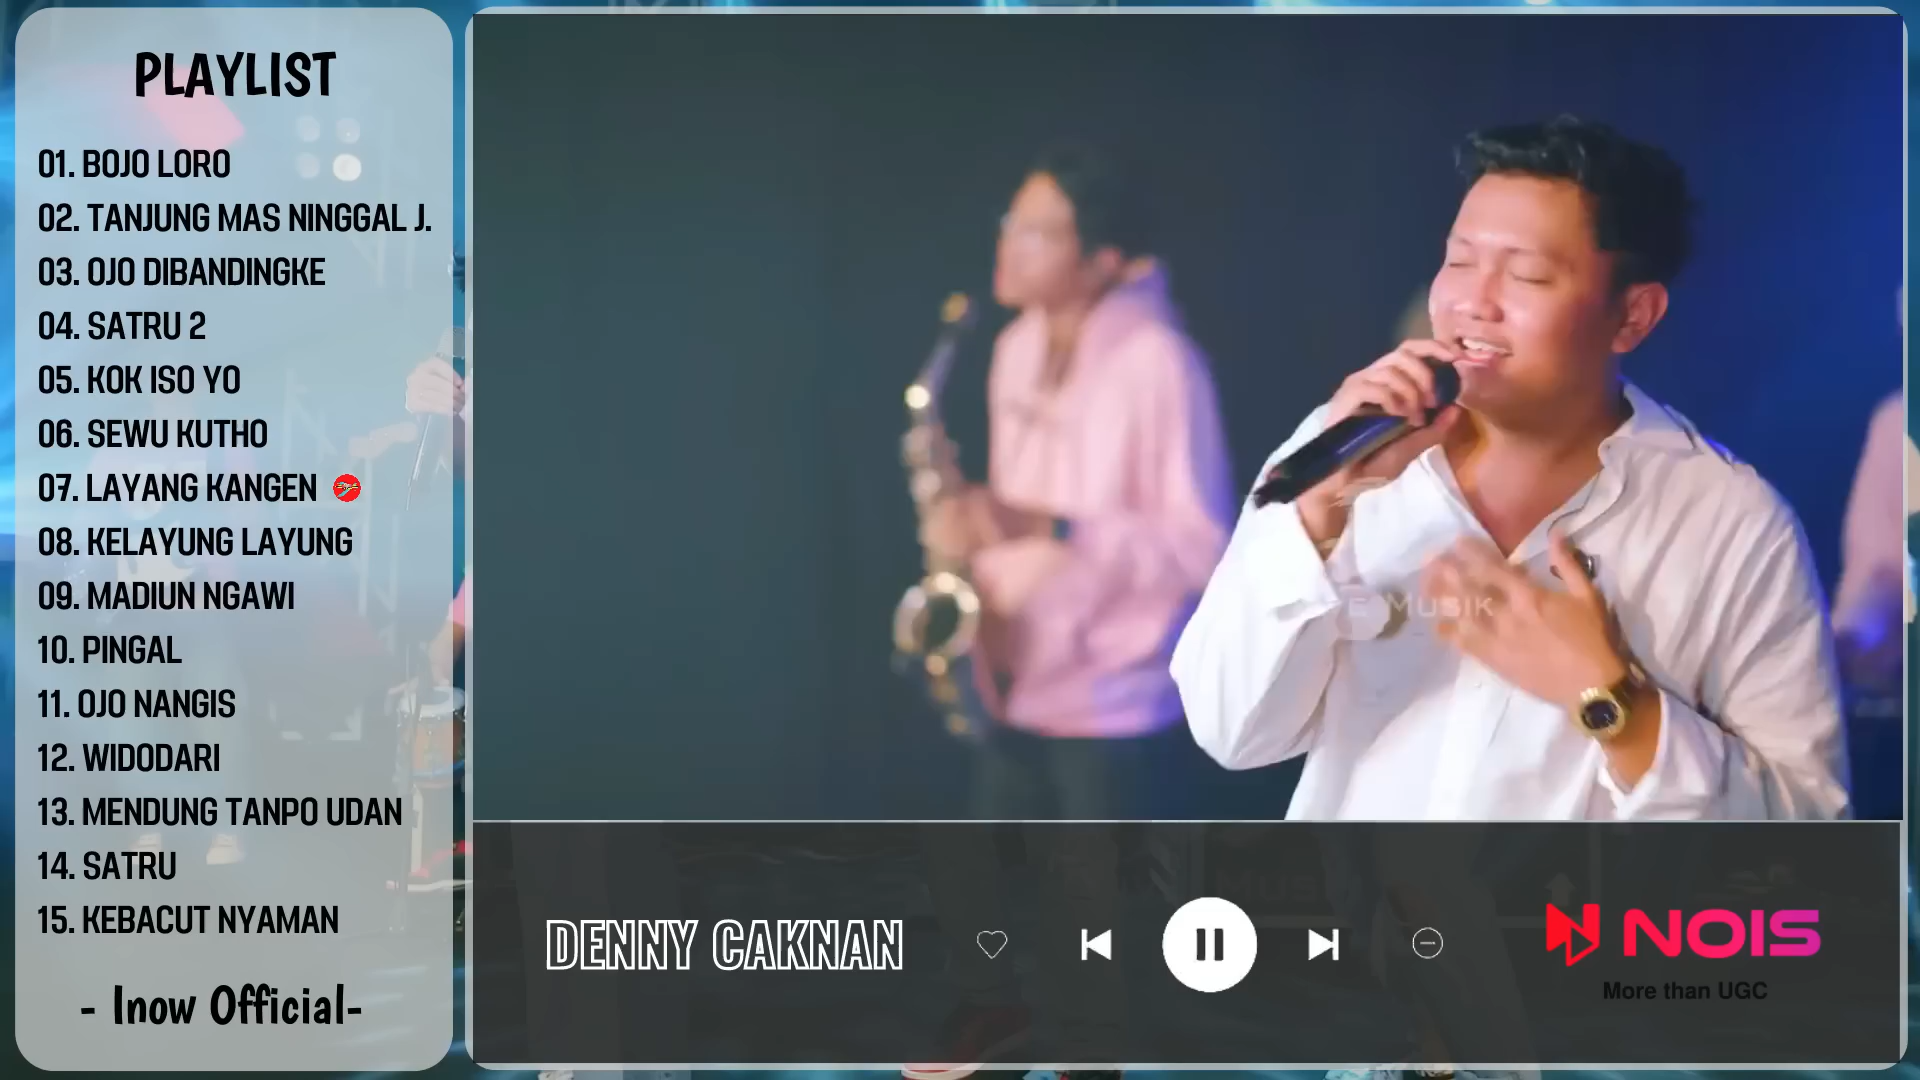 PLAYLIST
01. BOJO LORO
02. TANJUNG MAS NINGGAL J.
03. OJO DIBANDINGKE
04. SATRU 2
05. KOK ISO YO
06. SEWU KUTHO
07. LAYANG KANGEN
08. KELAYUNG LAYUNG
09. MADIUN NGAWI
10. PINGAL
11. OJO NANGIS
12. WIDODARI
13. MENDUNG TANPO UDAN
14. SATRU
15. KEBACUT NYAMAN
- Inow Official-
MUSIK
DENNY CAKNAN
NOIS
More than UGC